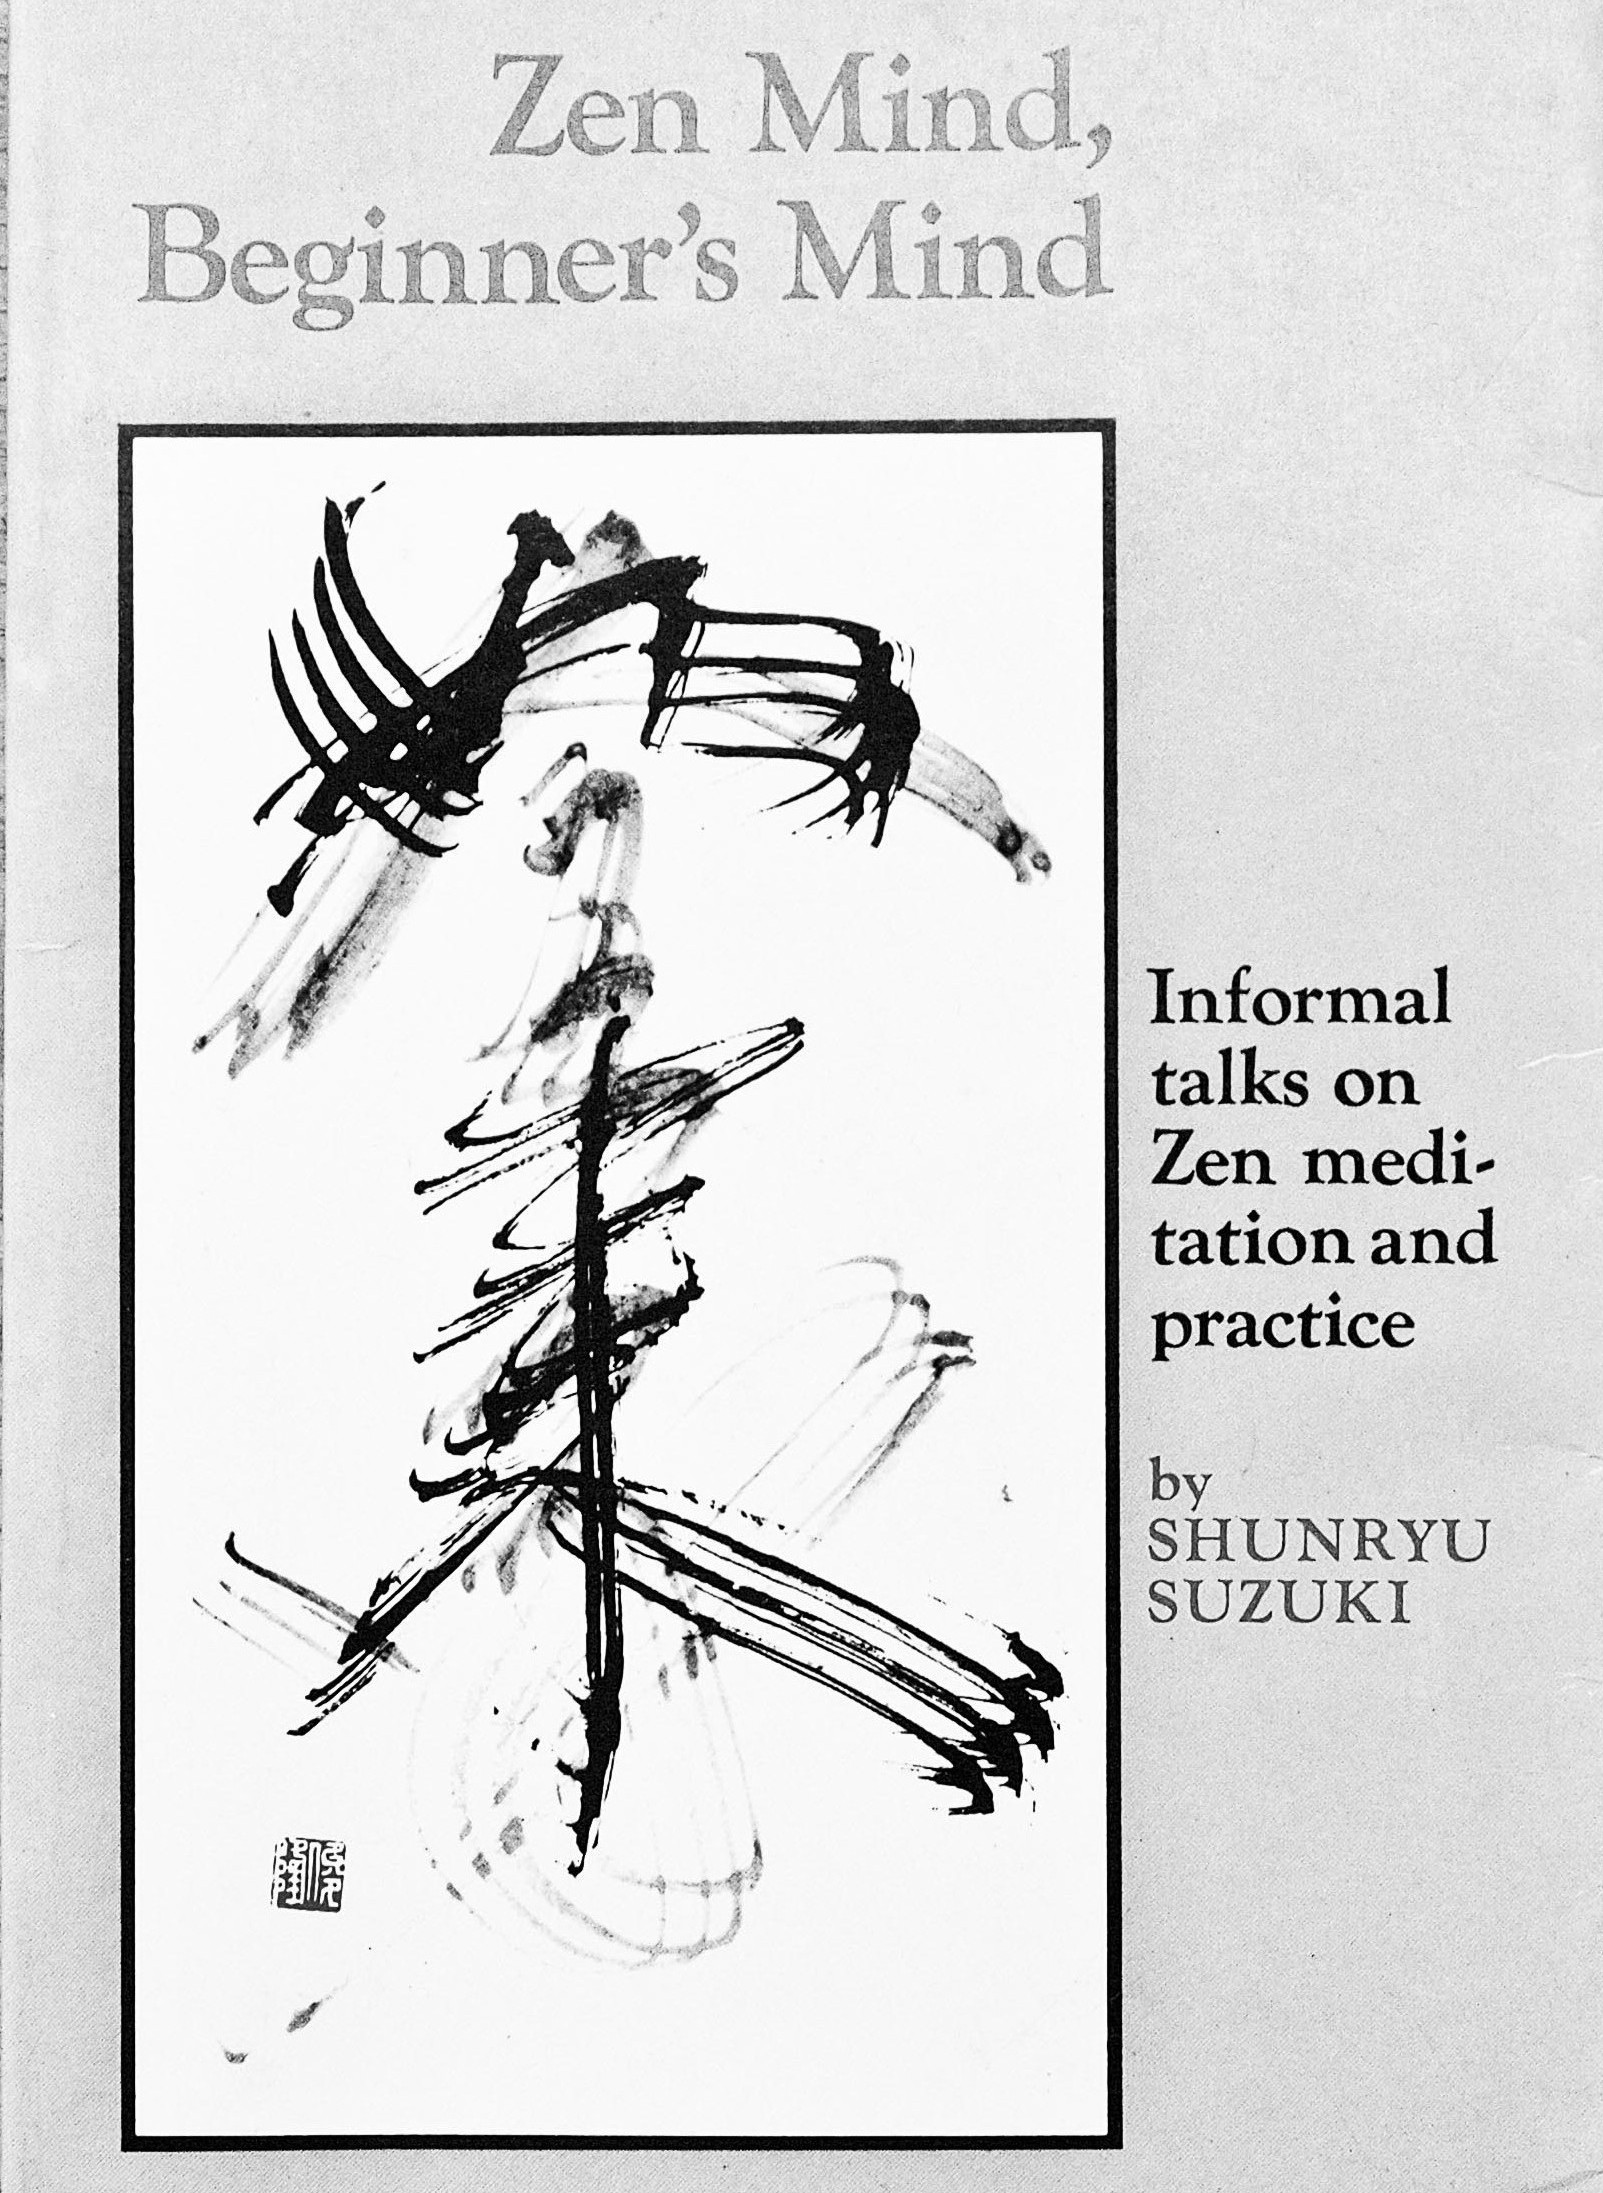 Zen Mind,
Beginner's Mind
Informal
talks on
Zen medi-
tation and
practice
by
SHUNRYU
SUZUKI